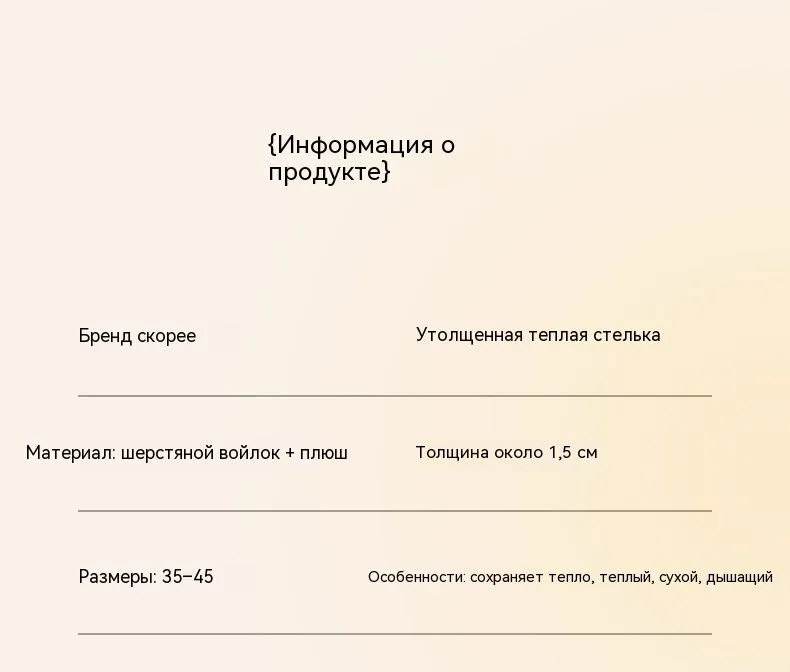 {Информация о
продукте}
Бренд скорее
Утолщенная теплая стелька
Материал: шерстяной войлок + плюш
Толщина около 1,5 см
Размеры: 35–45
Особенности: сохраняет тепло, теплый, сухой, дышащий